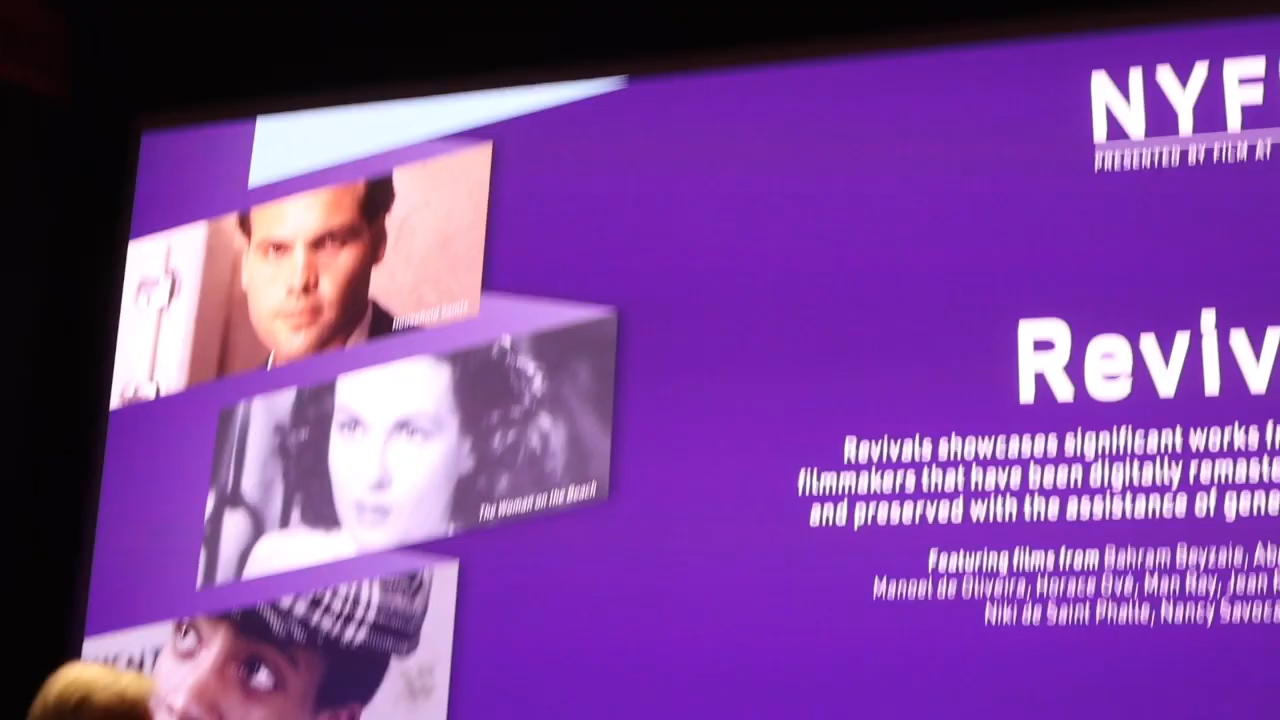 NYF
PRESENTED BY FILM AT
Household Saints
Reviv
The Woman on the Beach
Revivals showcases significant works fr
filmmakers that have been digitally remaste
and preserved with the assistance of gene
Featuring films from Bahram Beyzaie, Ab
Manoel de Oliveira, Horace Ové, Man Ray, Jean
Niki de Saint Phalle, Nancy Savoca